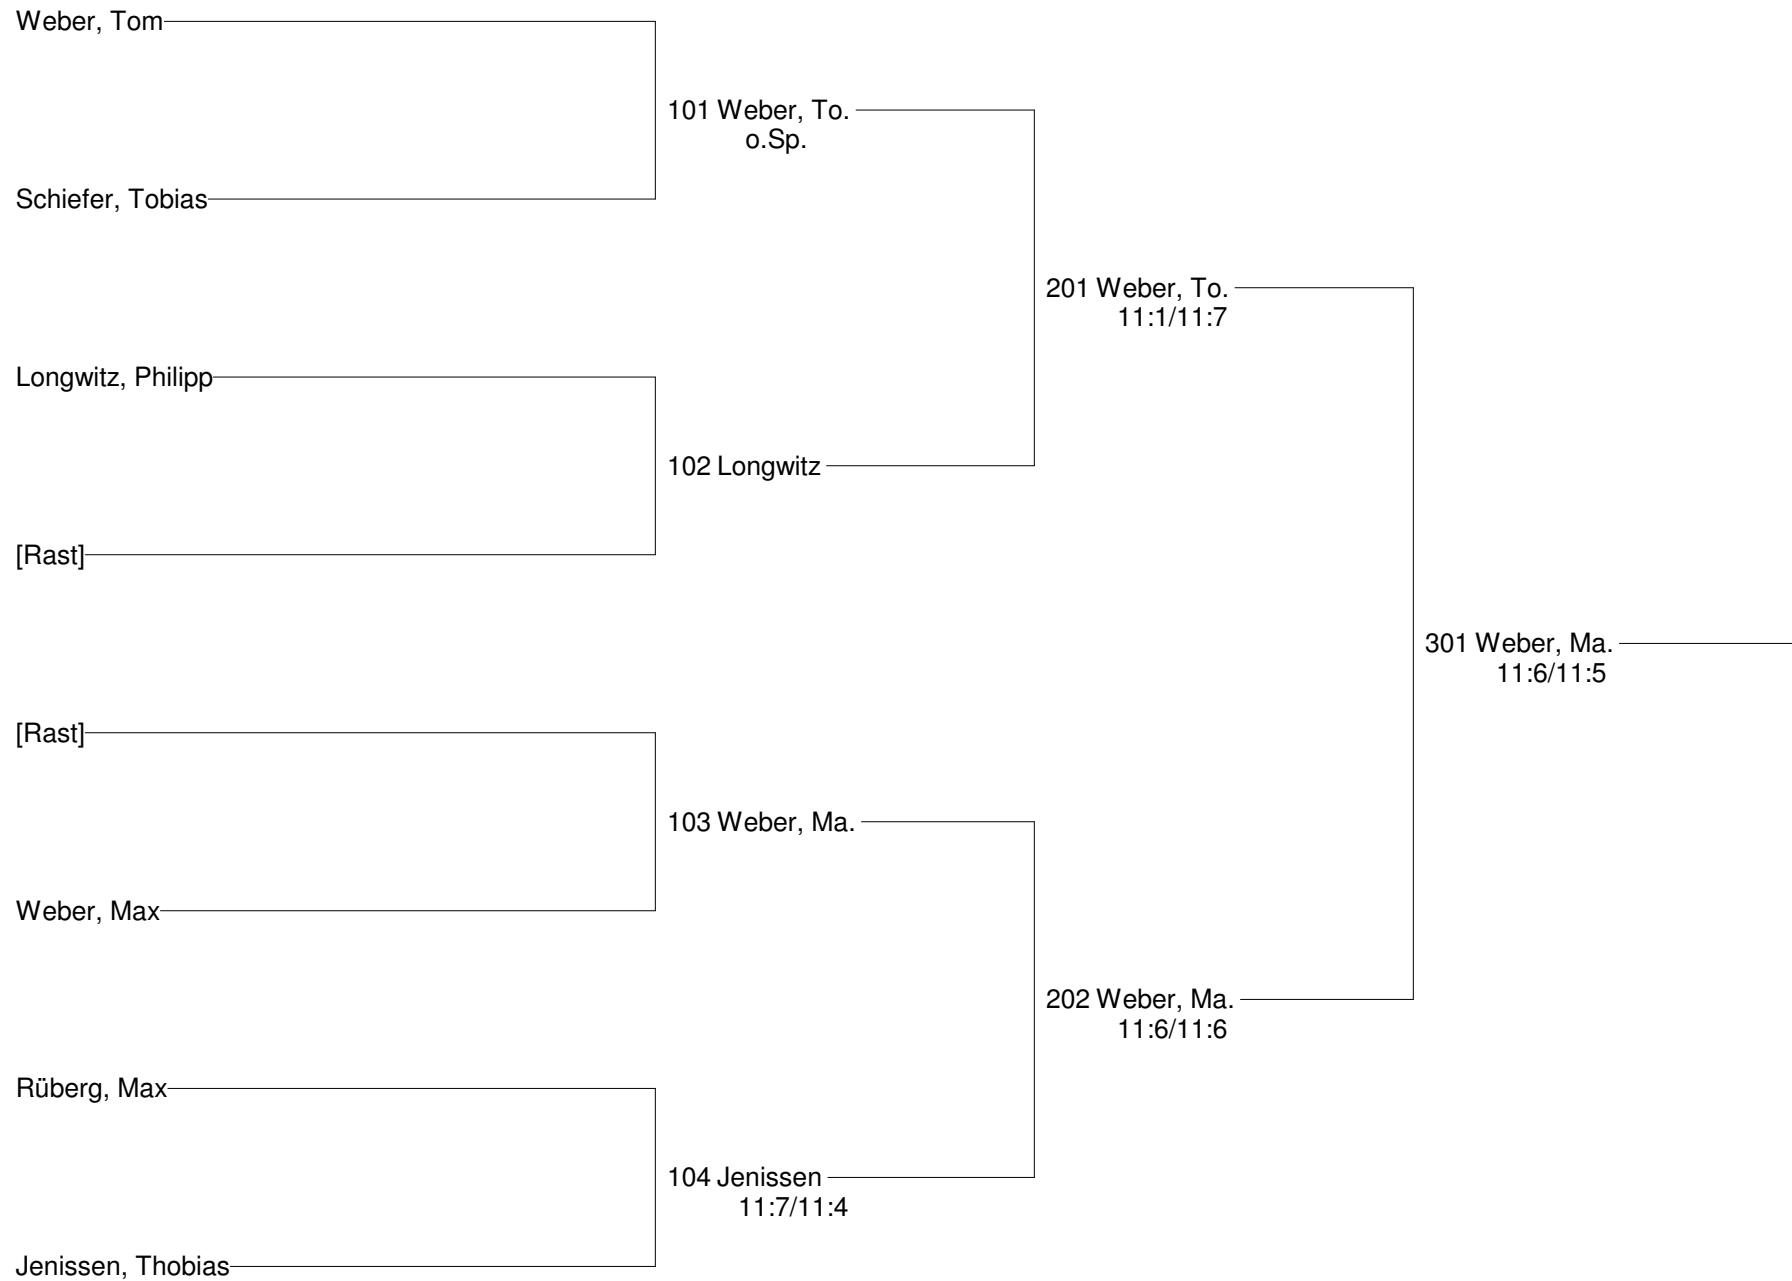 Weber, Tom
101 Weber, To.
o.Sp.
Schiefer, Tobias
201 Weber, To.
11:1/11:7
Longwitz, Philipp
102 Longwitz
[Rast]
301 Weber, Ma.
11:6/11:5
[Rast]
103 Weber, Ma.
Weber, Max
202 Weber, Ma.
11:6/11:6
Rüberg, Max
104 Jenissen
11:7/11:4
Jenissen, Thobias